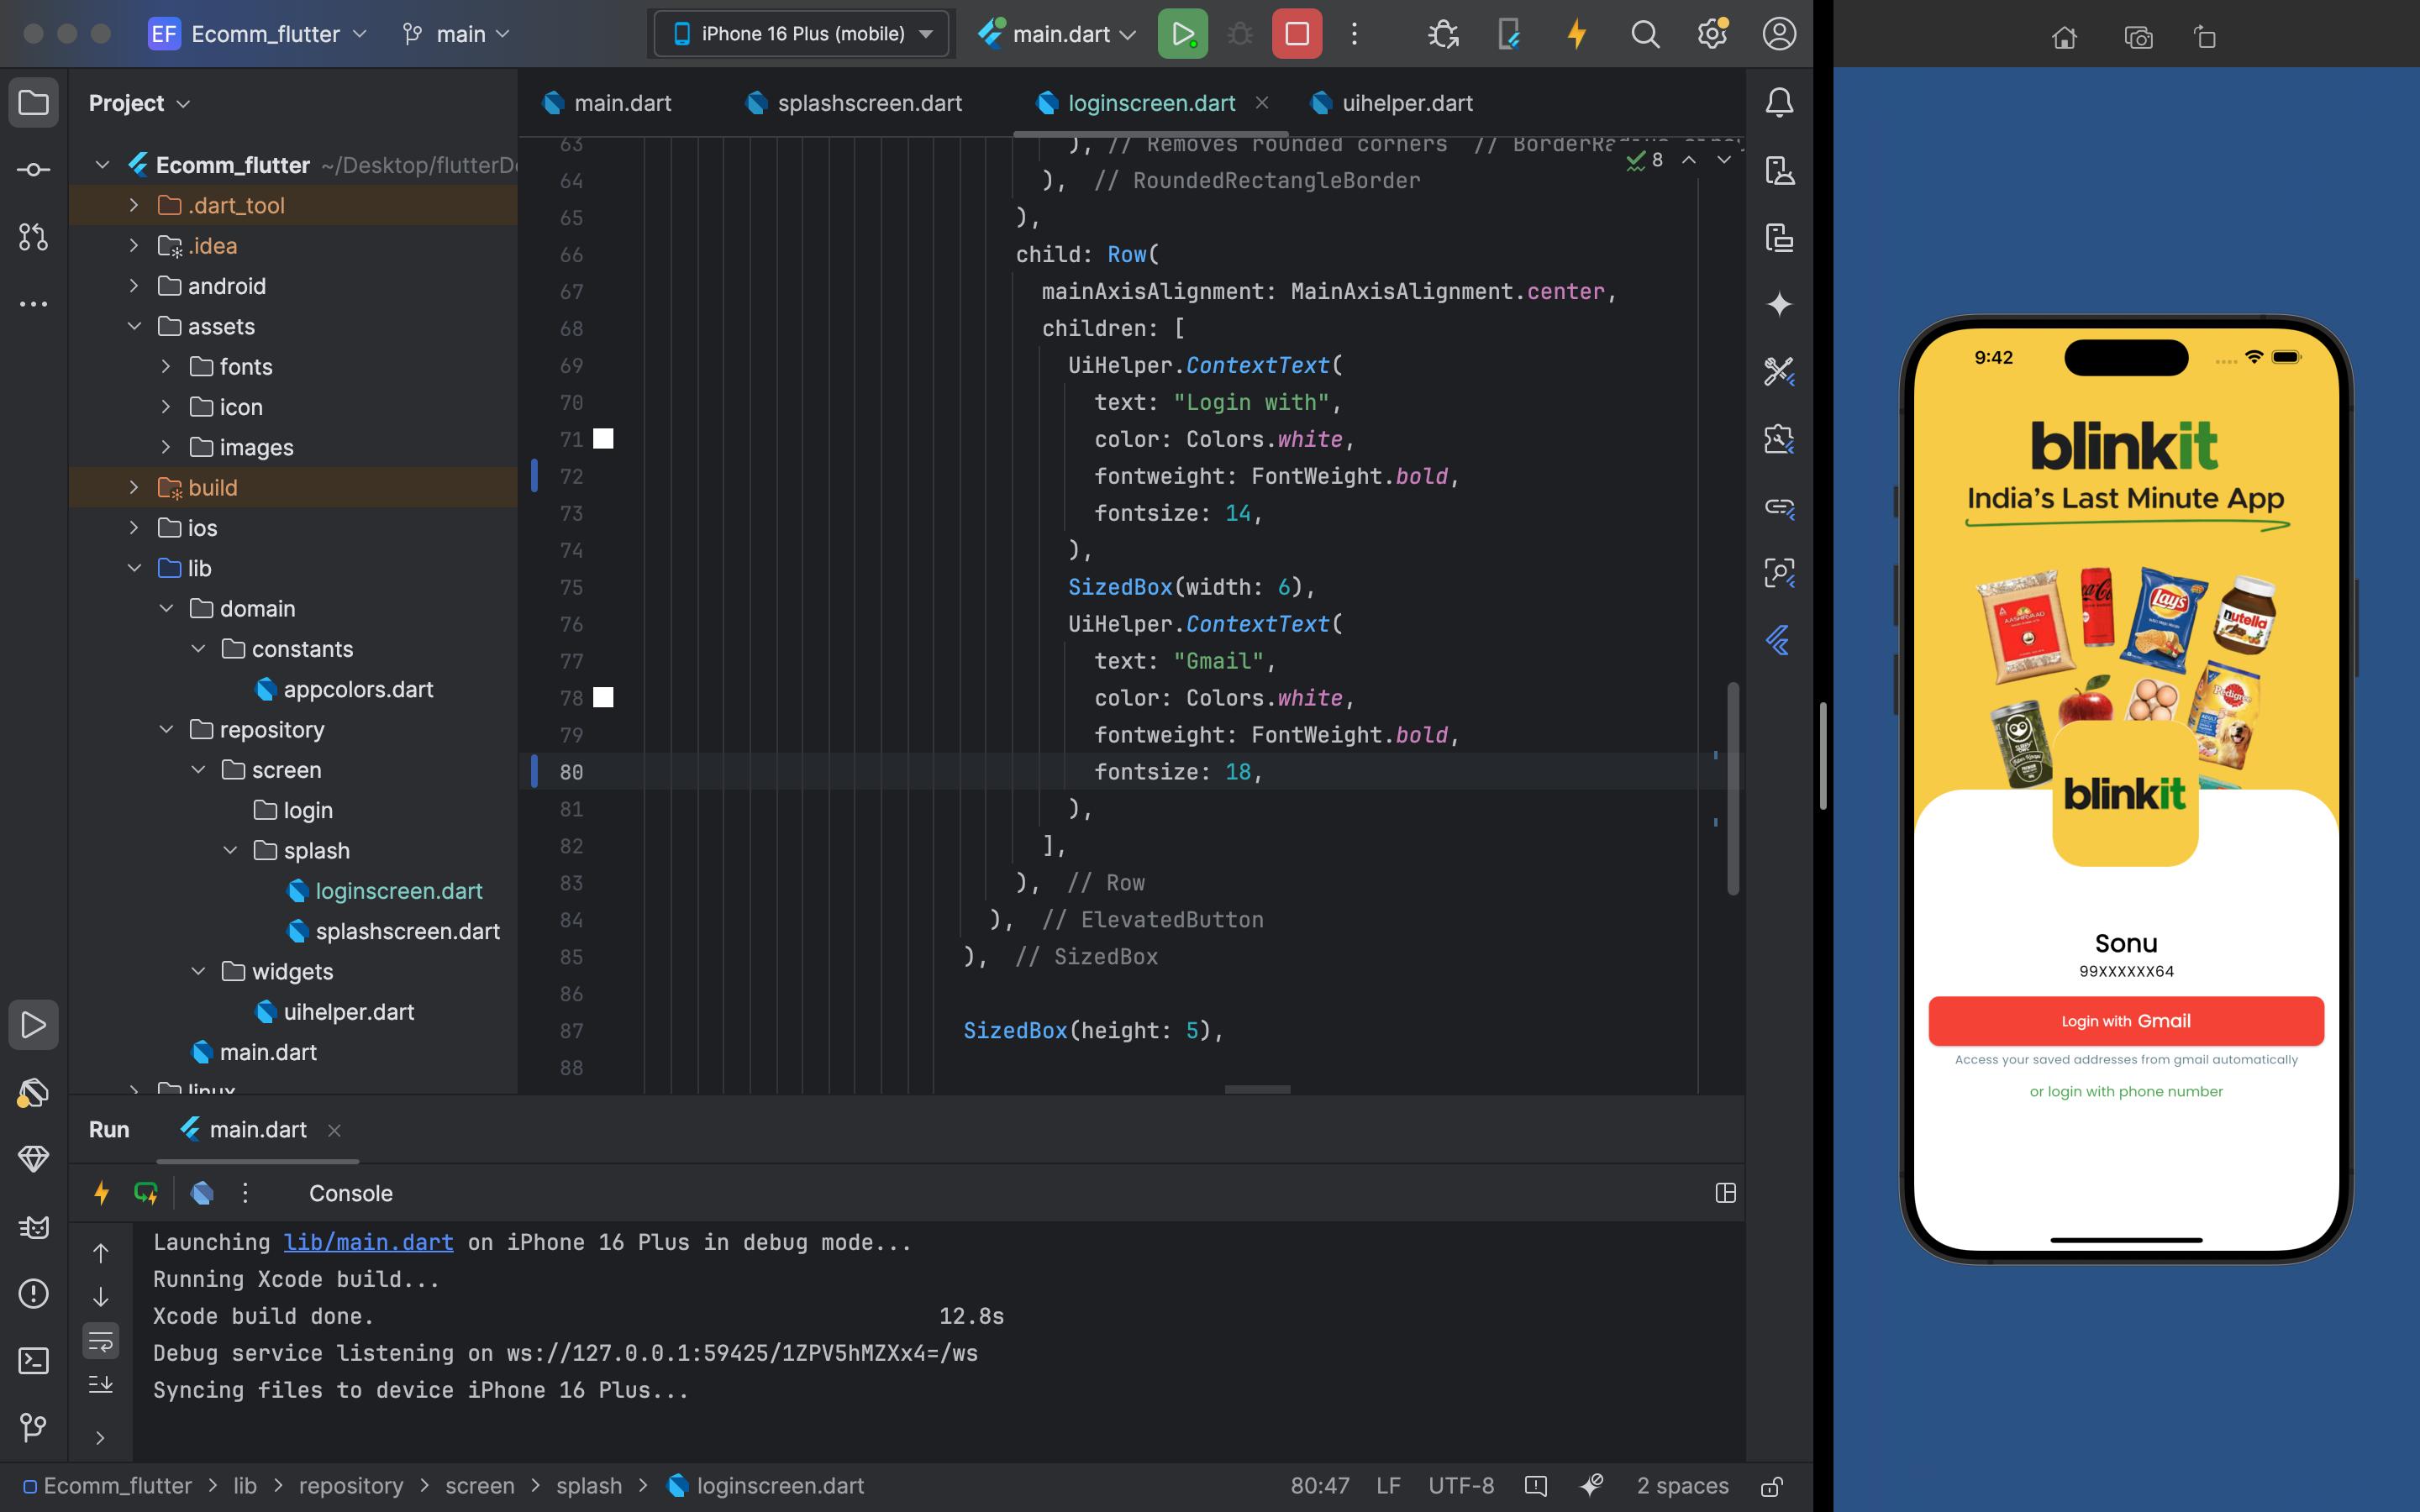 EF Ecomm_flutter main iPhone 16 Plus (mobile) main.dart
Project
Ecomm_flutter ~/Desktop/flutterD
.dart_tool
.idea
android
assets
fonts
icon
images
build
ios
lib
domain
constants
appcolors.dart
repository
screen
login
splash
loginscreen.dart
splashscreen.dart
widgets
uihelper.dart
main.dart
linux
main.dart splashscreen.dart loginscreen.dart uihelper.dart
8
63 ), // Removes rounded corners // BorderRadius.circu
64 ), // RoundedRectangleBorder
65 ),
66 child: Row(
67 mainAxisAlignment: MainAxisAlignment.center,
68 children: [
69 UiHelper.ContextText(
70 text: "Login with",
71 color: Colors.white,
72 fontweight: FontWeight.bold,
73 fontsize: 14,
74 ),
75 SizedBox(width: 6),
76 UiHelper.ContextText(
77 text: "Gmail",
78 color: Colors.white,
79 fontweight: FontWeight.bold,
80 fontsize: 18,
81 ),
82 ],
83 ), // Row
84 ), // ElevatedButton
85 ), // SizedBox
86
87 SizedBox(height: 5),
88
Run main.dart
Console
Launching lib/main.dart on iPhone 16 Plus in debug mode...
Running Xcode build...
Xcode build done. 12.8s
Debug service listening on ws://127.0.0.1:59425/1ZPV5hMZXx4=/ws
Syncing files to device iPhone 16 Plus...
Ecomm_flutter > lib > repository > screen > splash > loginscreen.dart
80:47 LF UTF-8 2 spaces
9:42
blinkit
India's Last Minute App
AASHIRVAAD
Lay's
nutella
Pedigree
blinkit
Sonu
99XXXXXX64
Login with Gmail
Access your saved addresses from gmail automatically
or login with phone number